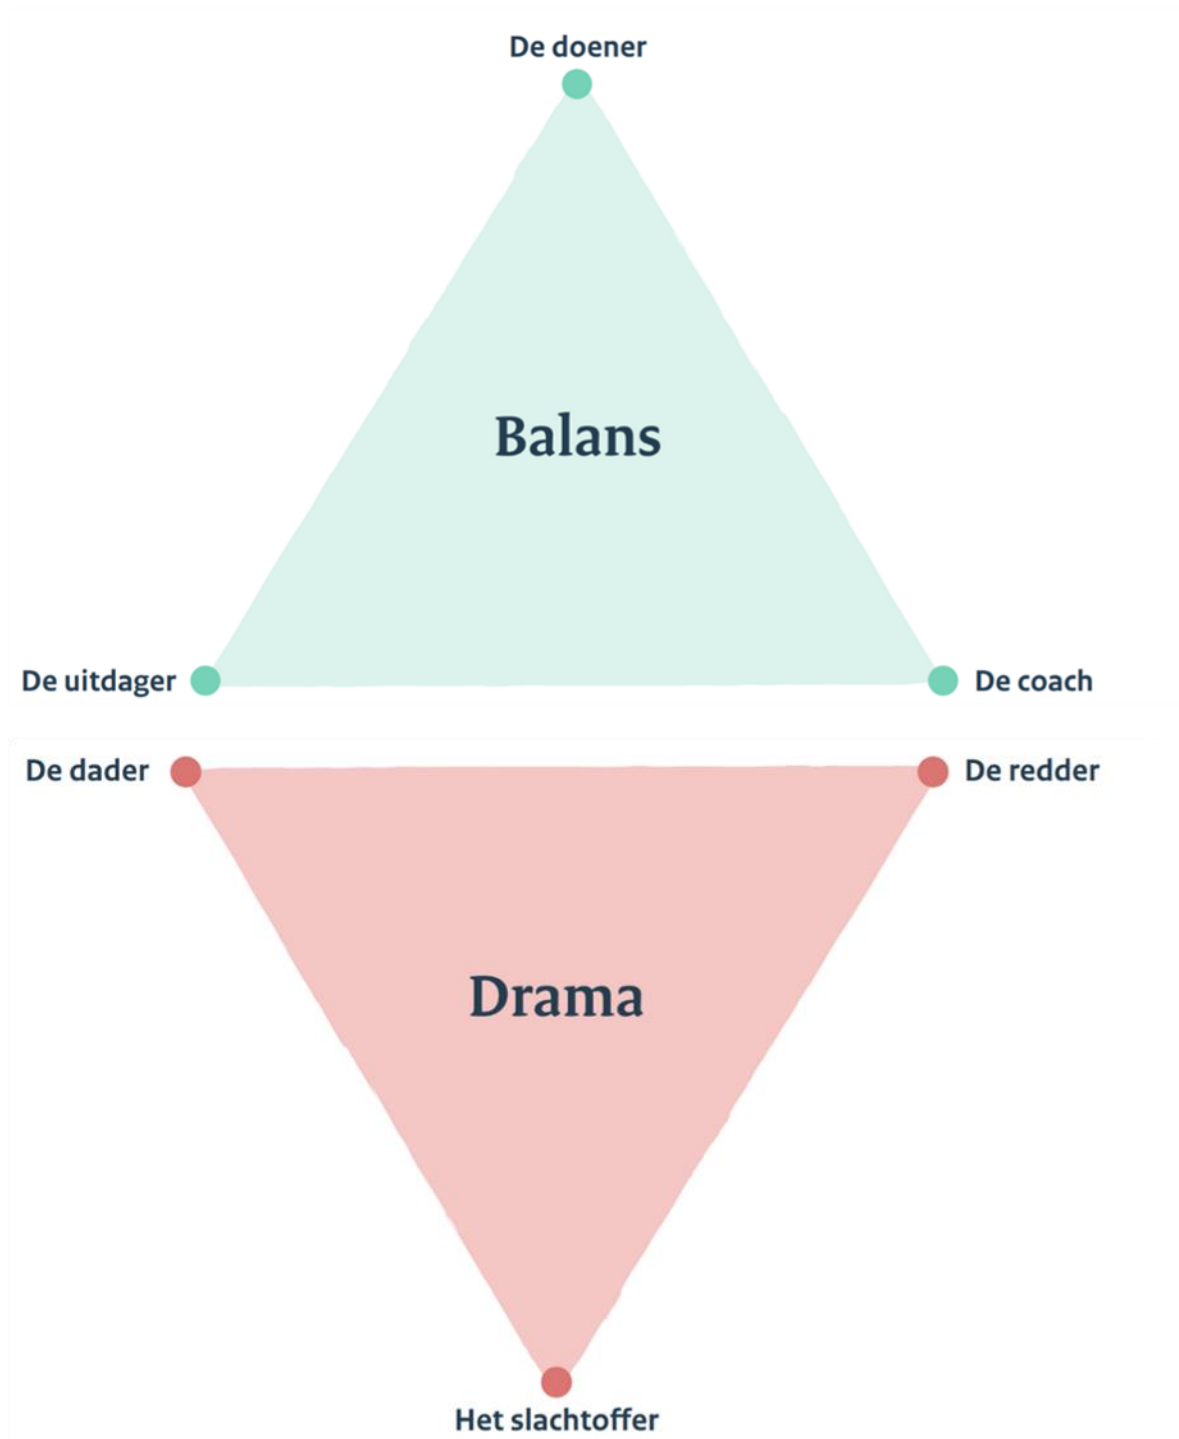 De doener
Balans
De uitdager
De coach
De dader
De redder
Drama
Het slachtoffer